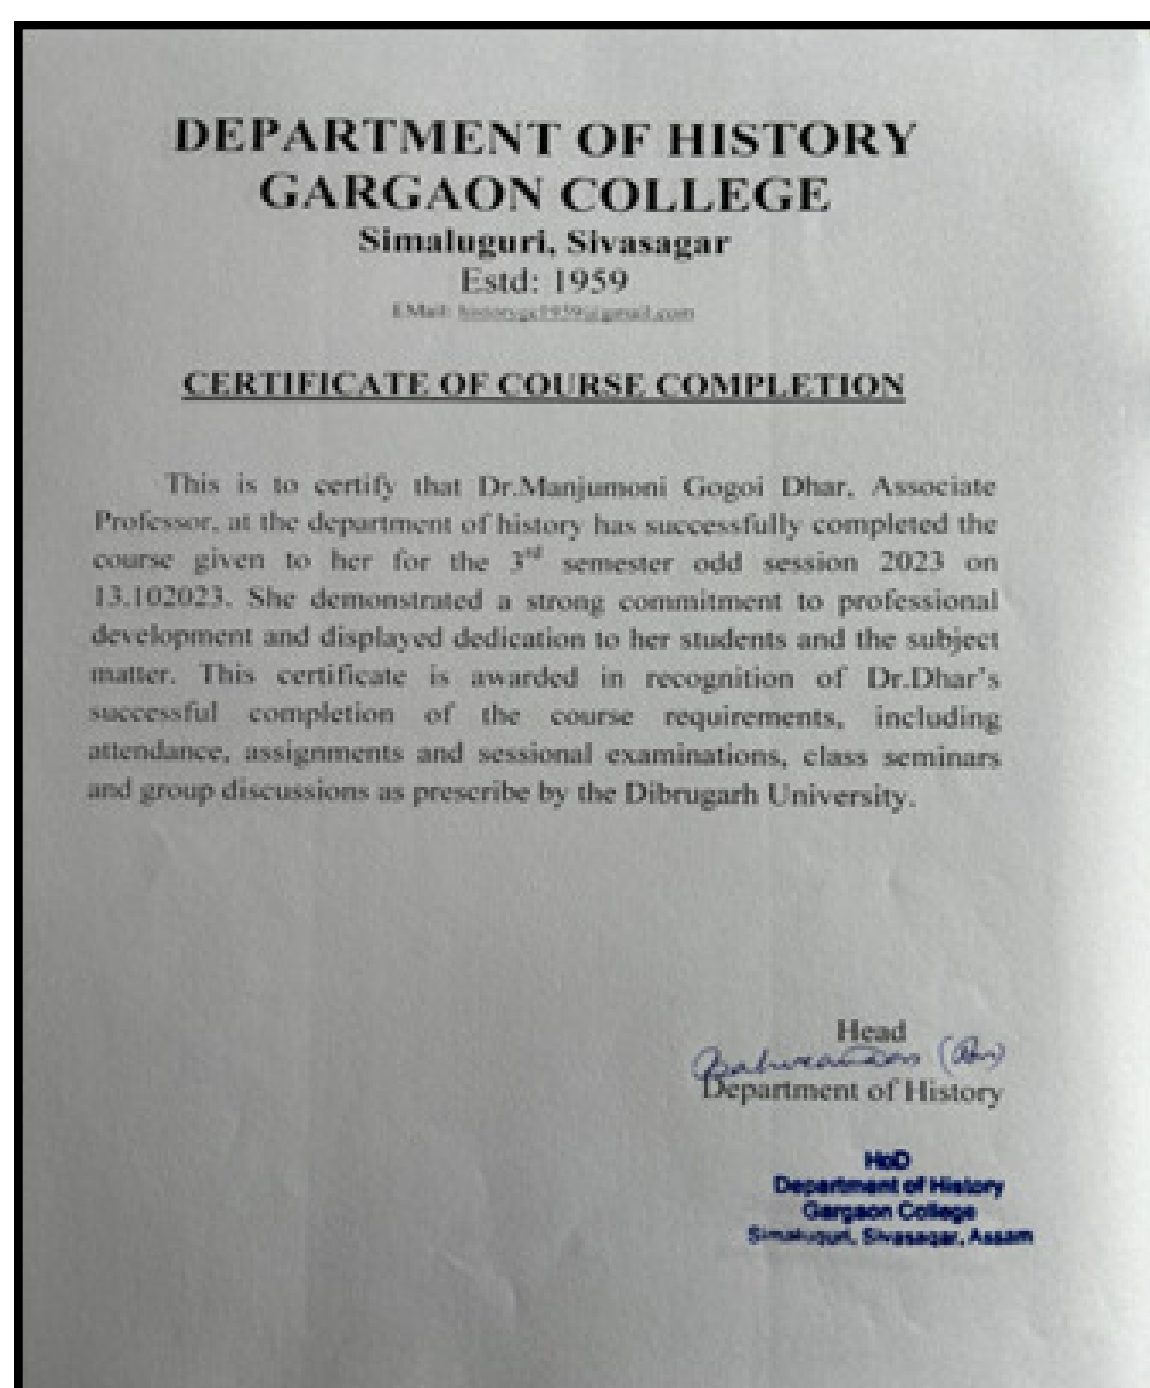 DEPARTMENT OF HISTORY
GARGAON COLLEGE
Simaluguri, Sivasagar
Estd: 1959
EMail: historygc1959@gmail.com
CERTIFICATE OF COURSE COMPLETION
This is to certify that Dr.Manjumoni Gogoi Dhar, Associate
Professor, at the department of history has successfully completed the
course given to her for the 3rd semester odd session 2023 on
13.102023. She demonstrated a strong commitment to professional
development and displayed dedication to her students and the subject
matter. This certificate is awarded in recognition of Dr.Dhar's
successful completion of the course requirements, including
attendance, assignments and sessional examinations, class seminars
and group discussions as prescribe by the Dibrugarh University.
Head
Department of History
HoD
Department of History
Gargaon College
Simaluguri, Sivasagar, Assam